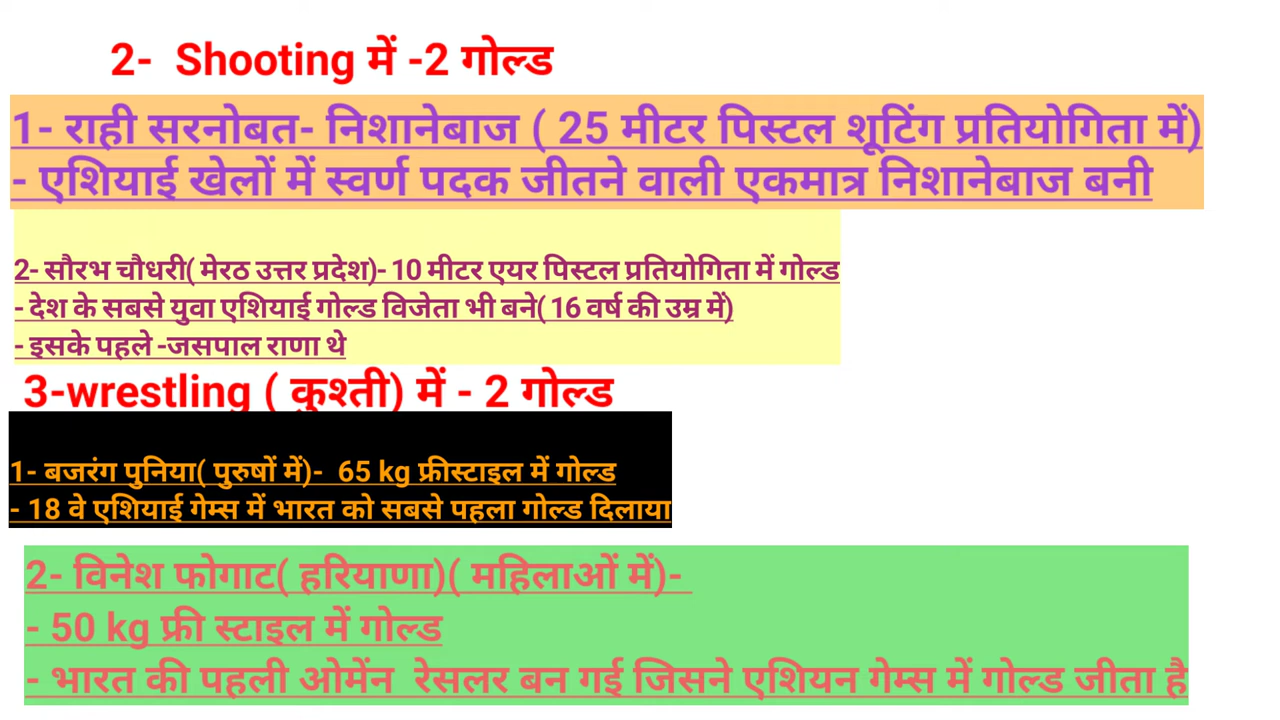 2- Shooting में -2 गोल्ड
1- राही सरनोबत- निशानेबाज ( 25 मीटर पिस्टल शूटिंग प्रतियोगिता में)
- एशियाई खेलों में स्वर्ण पदक जीतने वाली एकमात्र निशानेबाज बनी
2- सौरभ चौधरी( मेरठ उत्तर प्रदेश)- 10 मीटर एयर पिस्टल प्रतियोगिता में गोल्ड
- देश के सबसे युवा एशियाई गोल्ड विजेता भी बने( 16 वर्ष की उम्र में)
- इसके पहले -जसपाल राणा थे
3-wrestling ( कुश्ती) में - 2 गोल्ड
1- बजरंग पुनिया( पुरुषों में)- 65 kg फ्रीस्टाइल में गोल्ड
- 18 वे एशियाई गेम्स में भारत को सबसे पहला गोल्ड दिलाया
2- विनेश फोगाट( हरियाणा)( महिलाओं में)-
- 50 kg फ्री स्टाइल में गोल्ड
- भारत की पहली ओमेंन रेसलर बन गई जिसने एशियन गेम्स में गोल्ड जीता है